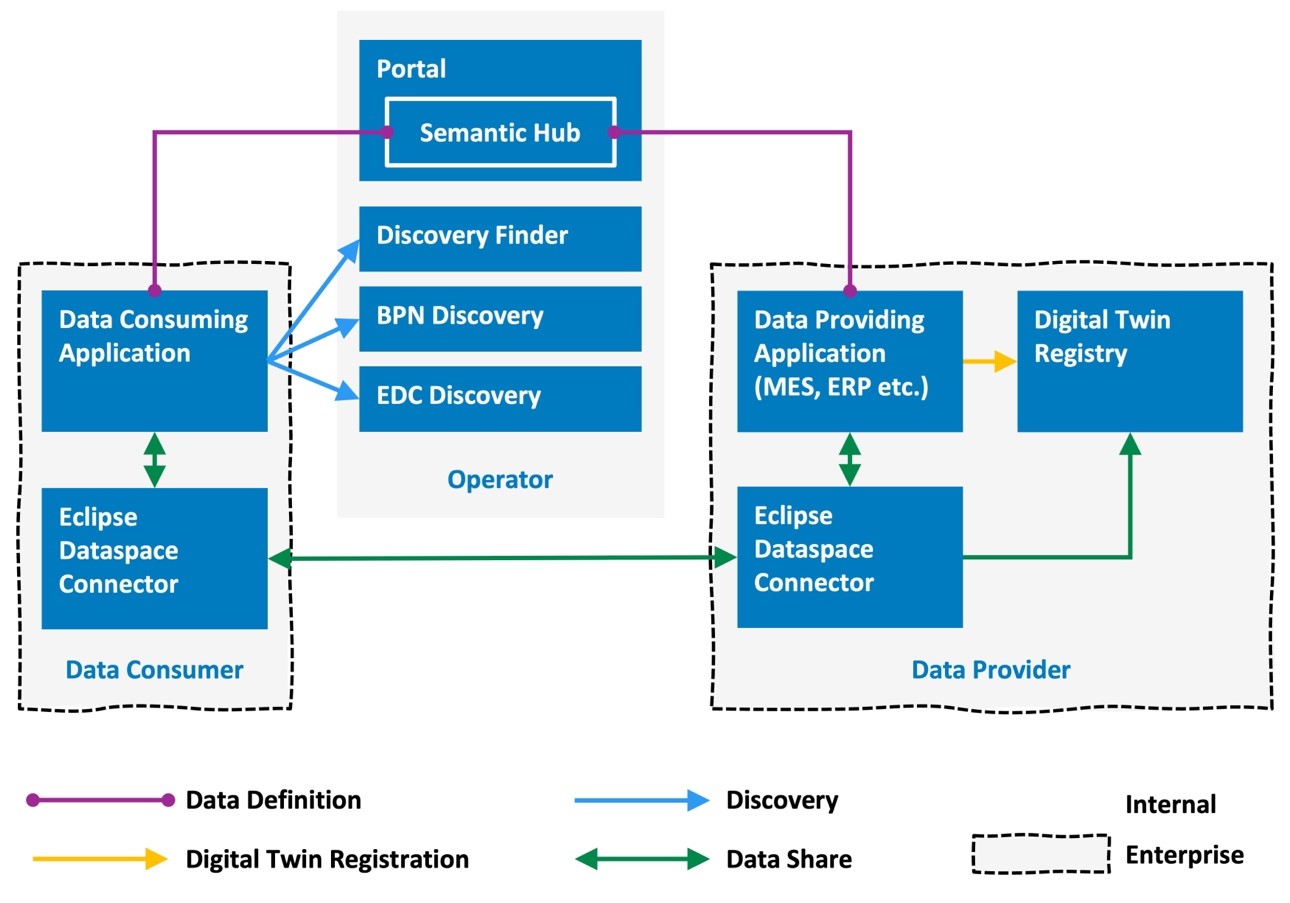 Portal
Semantic Hub
Discovery Finder
BPN Discovery
EDC Discovery
Operator
Data Consuming
Application
Eclipse
Dataspace
Connector
Data Consumer
Data Providing
Application
(MES, ERP etc.)
Digital Twin
Registry
Eclipse
Dataspace
Connector
Data Provider
Data Definition
Digital Twin Registration
Discovery
Data Share
Internal
Enterprise